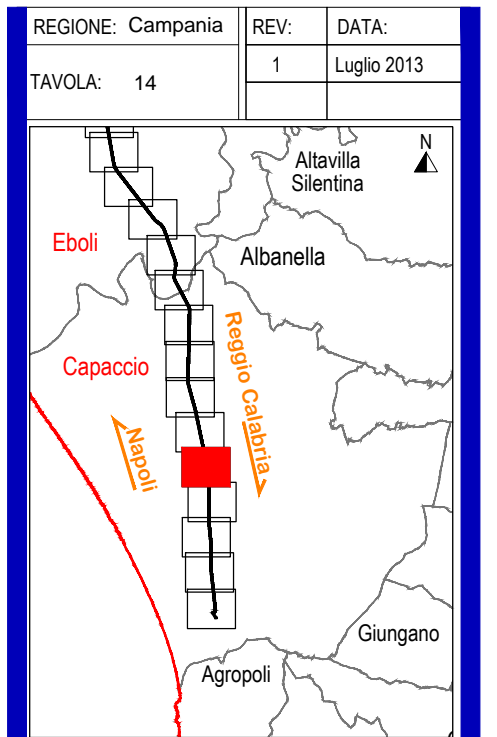 REGIONE: Campania
REV:
DATA:
1
Luglio 2013
TAVOLA: 14
N
Altavilla
Silentina
Eboli
Albanella
Capaccio
Reggio Calabria
Napoli
Giungano
Agropoli